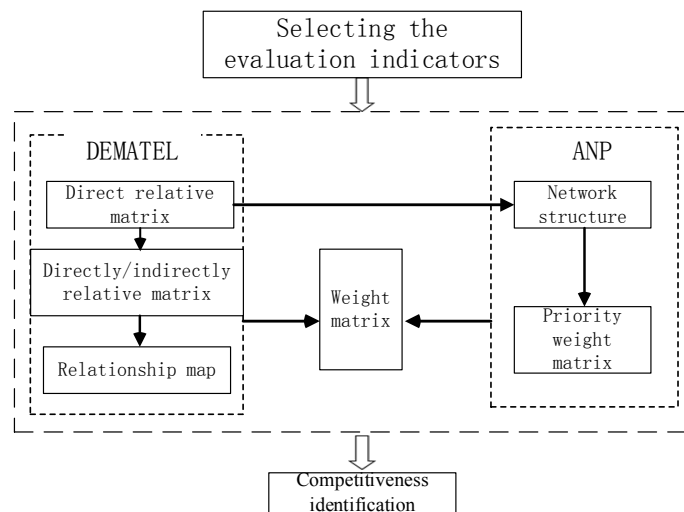 Selecting the
evaluation indicators
DEMATEL
Direct relative
matrix
Directly/indirectly
relative matrix
Relationship map
Weight
matrix
ANP
Network
structure
Priority
weight
matrix
Competitiveness
identification